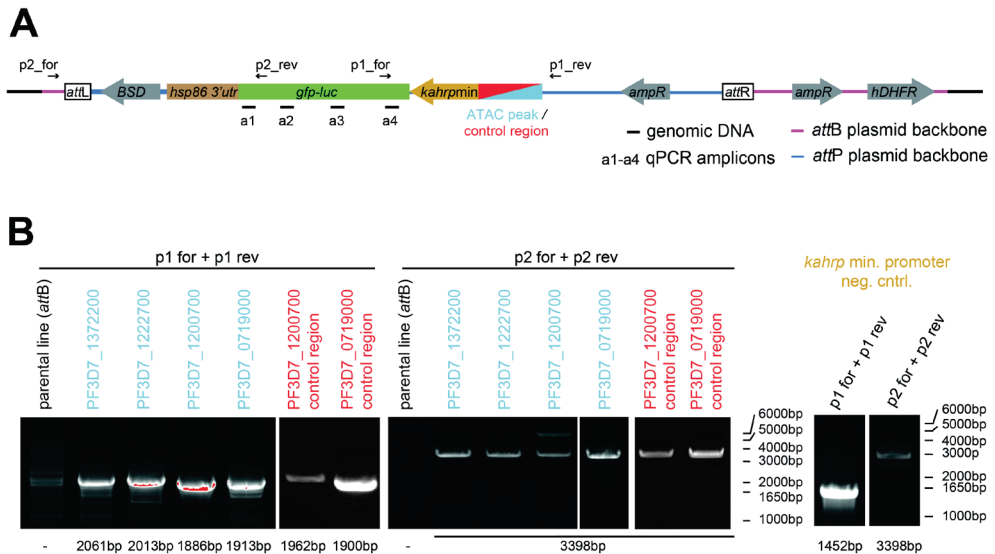 A
p2_for
p2_rev
p1_for
p1_rev
attL
BSD
hsp86 3'utr
gfp-luc
kahrpmin
ampR
attR
ampR
hDHFR
a1
a2
a3
a4
ATAC peak /
control region
genomic DNA
attB plasmid backbone
a1-a4 qPCR amplicons
attP plasmid backbone
B
p1 for + p1 rev
p2 for + p2 rev
kahrp min. promoter
neg. cntrl.
parental line (attB)
PF3D7_1372200
PF3D7_1222700
PF3D7_1200700
PF3D7_0719000
PF3D7_1200700
control region
PF3D7_0719000
control region
parental line (attB)
PF3D7_1372200
PF3D7_1222700
PF3D7_1200700
PF3D7_0719000
PF3D7_1200700
control region
PF3D7_0719000
control region
p1 for + p1 rev
p2 for + p2 rev
6000bp
5000bp
4000bp
3000bp
2000bp
1650bp
1000bp
6000bp
5000bp
4000bp
3000p
2000bp
1650bp
1000bp
-
2061bp
2013bp
1886bp
1913bp
1962bp
1900bp
-
3398bp
1452bp
3398bp